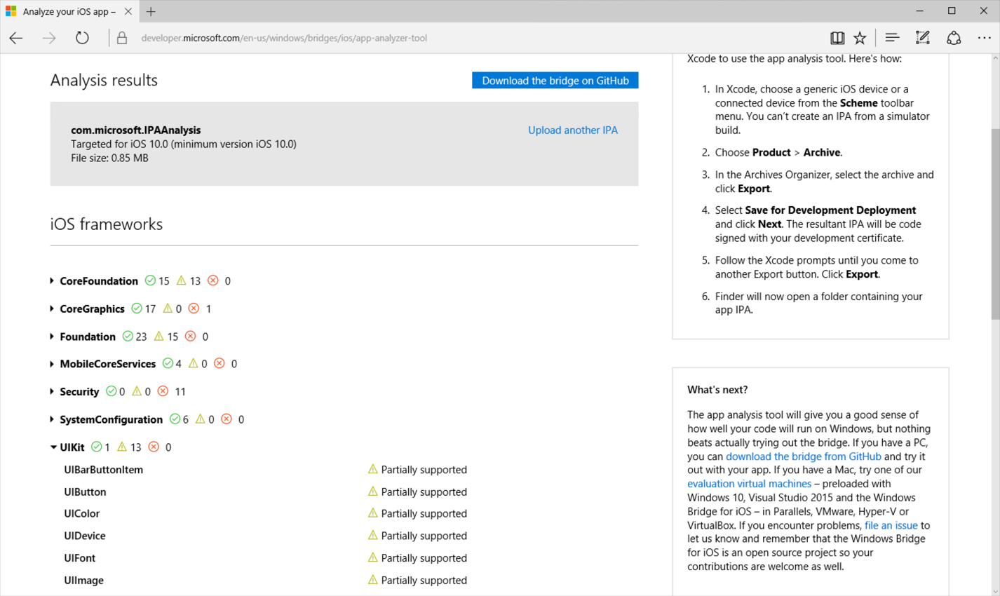 Analyze your iOS app –
developer.microsoft.com/en-us/windows/bridges/ios/app-analyzer-tool
Analysis results
Download the bridge on GitHub
com.microsoft.IPAAnalysis
Upload another IPA
Targeted for iOS 10.0 (minimum version iOS 10.0)
File size: 0.85 MB
iOS frameworks
CoreFoundation 15 13 0
CoreGraphics 17 0 1
Foundation 23 15 0
MobileCoreServices 4 0 0
Security 0 0 11
SystemConfiguration 6 0 0
UIKit 1 13 0
UIBarButtonItem Partially supported
UIButton Partially supported
UIColor Partially supported
UIDevice Partially supported
UIFont Partially supported
UIImage Partially supported
Xcode to use the app analysis tool. Here's how:
1. In Xcode, choose a generic iOS device or a
connected device from the Scheme toolbar
menu. You can't create an IPA from a simulator
build.
2. Choose Product > Archive.
3. In the Archives Organizer, select the archive and
click Export.
4. Select Save for Development Deployment
and click Next. The resultant IPA will be code
signed with your development certificate.
5. Follow the Xcode prompts until you come to
another Export button. Click Export.
6. Finder will now open a folder containing your
app IPA.
What's next?
The app analysis tool will give you a good sense of
how well your code will run on Windows, but nothing
beats actually trying out the bridge. If you have a PC,
you can download the bridge from GitHub and try it
out with your app. If you have a Mac, try one of our
evaluation virtual machines – preloaded with
Windows 10, Visual Studio 2015 and the Windows
Bridge for iOS – in Parallels, VMware, Hyper-V or
VirtualBox. If you encounter problems, file an issue to
let us know and remember that the Windows Bridge
for iOS is an open source project so your
contributions are welcome as well.